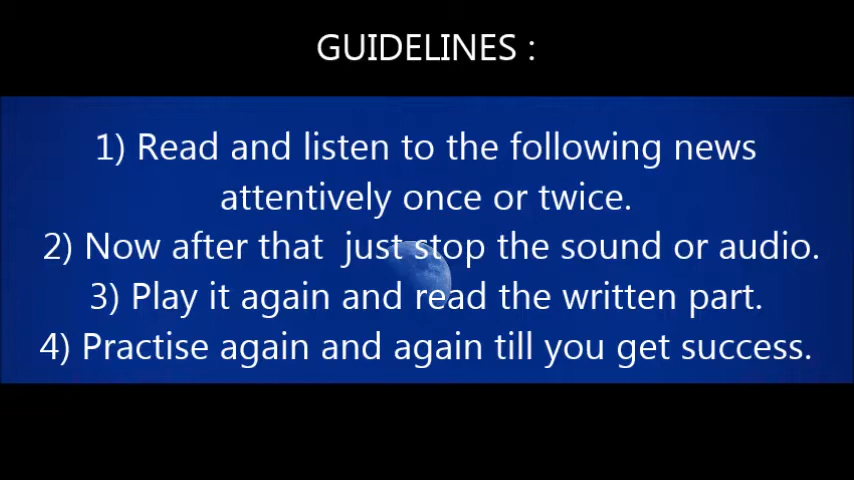 GUIDELINES :
1) Read and listen to the following news
attentively once or twice.
2) Now after that  just stop the sound or audio.
3) Play it again and read the written part.
4) Practise again and again till you get success.